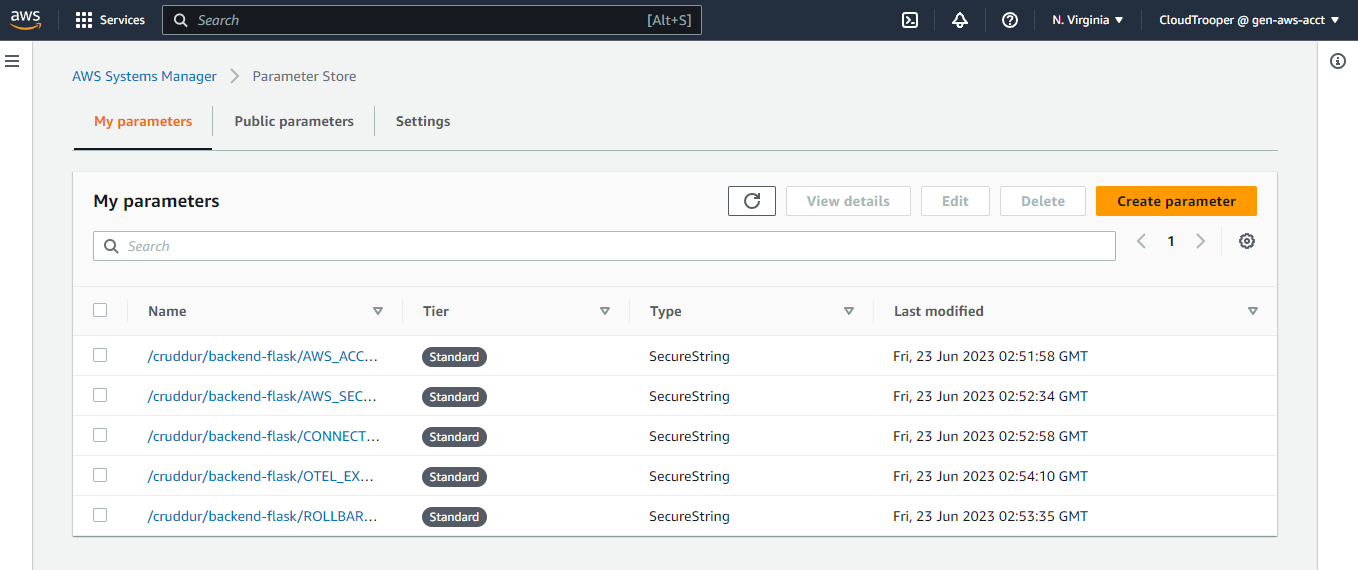 aws Services Search [Alt+S] N. Virginia CloudTrooper @ gen-aws-acct
AWS Systems Manager Parameter Store
My parameters Public parameters Settings
My parameters View details Edit Delete Create parameter
Search 1
Name Tier Type Last modified
/cruddur/backend-flask/AWS_ACC... Standard SecureString Fri, 23 Jun 2023 02:51:58 GMT
/cruddur/backend-flask/AWS_SEC... Standard SecureString Fri, 23 Jun 2023 02:52:34 GMT
/cruddur/backend-flask/CONNECT... Standard SecureString Fri, 23 Jun 2023 02:52:58 GMT
/cruddur/backend-flask/OTEL_EX... Standard SecureString Fri, 23 Jun 2023 02:54:10 GMT
/cruddur/backend-flask/ROLLBAR... Standard SecureString Fri, 23 Jun 2023 02:53:35 GMT